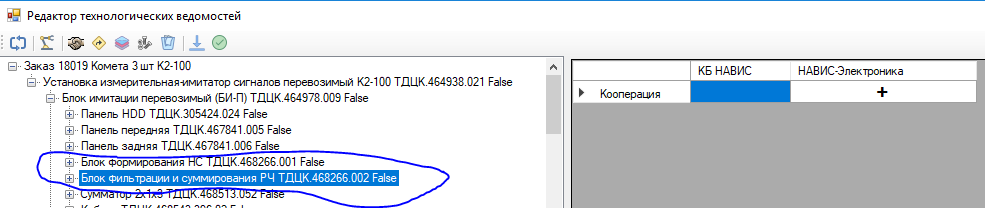 Редактор технологических ведомостей
Заказ 18019 Комета 3 шт К2-100
Установка измерительная-имитатор сигналов перевозимый К2-100 ТДЦК.464938.021 False
Блок имитации перевозимый (БИ-П) ТДЦК.464978.009 False
Панель HDD ТДЦК.305424.024 False
Панель передняя ТДЦК.467841.005 False
Панель задняя ТДЦК.467841.006 False
Блок формирования НС ТДЦК.468266.001 False
Блок фильтрации и суммирования РЧ ТДЦК.468266.002 False
Сумматор 2х1х3 ТДЦК.468513.052 False
КБ НАВИС НАВИС-Электроника
Кооперация +